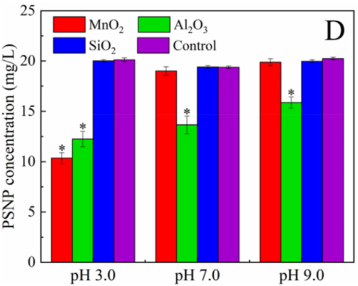 25
20
15
10
5
0
PSNP concentration (mg/L)
MnO₂
Al₂O₃
SiO₂
Control
D
*
*
*
*
pH 3.0
pH 7.0
pH 9.0